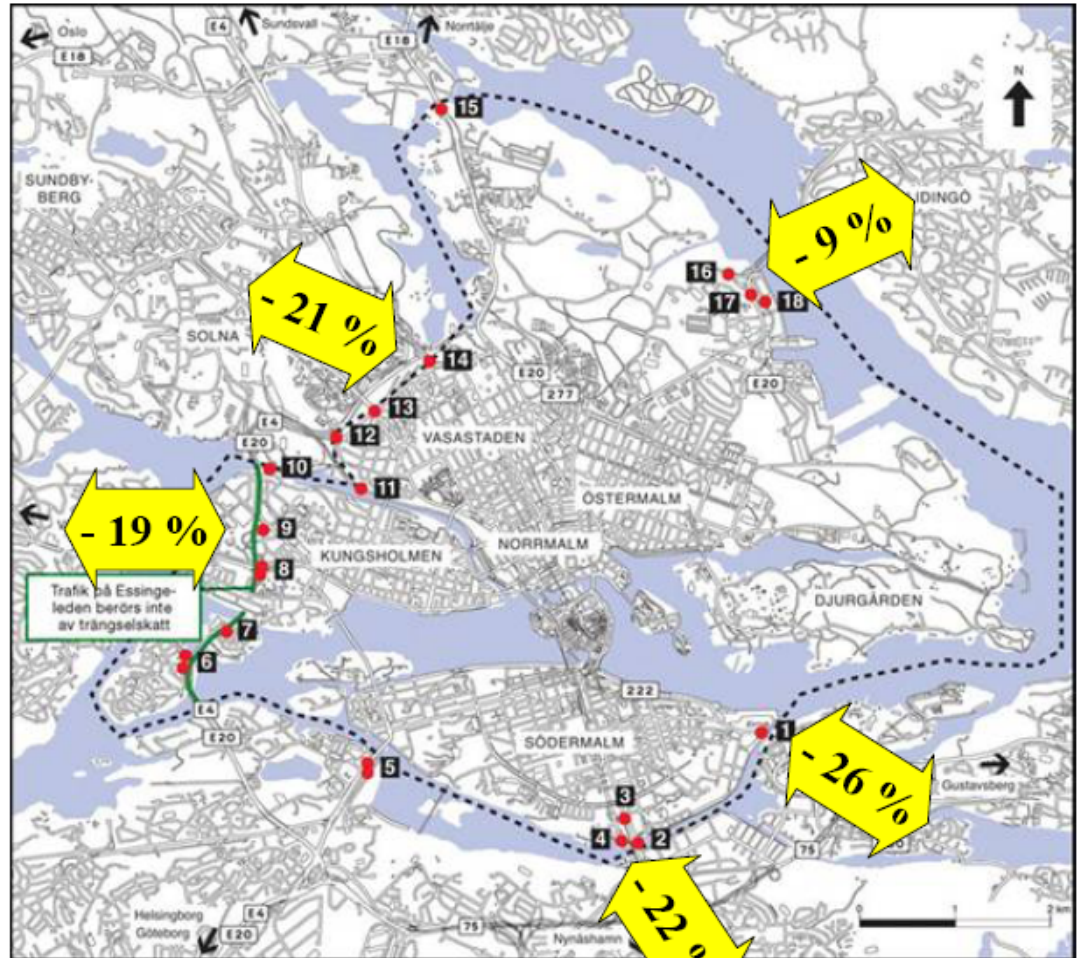 Oslo
E18
E4
Sundsvall
E18
Norrtälje
N
15
SUNDBY-
BERG
LIDINGÖ
- 9 %
16
17
18
- 21 %
SOLNA
14
E20
277
E20
13
E4
12
VASASTADEN
E20
10
11
ÖSTERMALM
- 19 %
9
NORRMALM
KUNGSHOLMEN
8
Trafik på Essinge-
leden berörs inte
av trängselskatt
DJURGÅRDEN
7
6
222
E4
E20
1
SÖDERMALM
5
- 26 %
Gustavsberg
3
4
2
75
- 22 %
Helsingborg
Göteborg
E4
E20
75
Nynäshamn
0
1
2 km